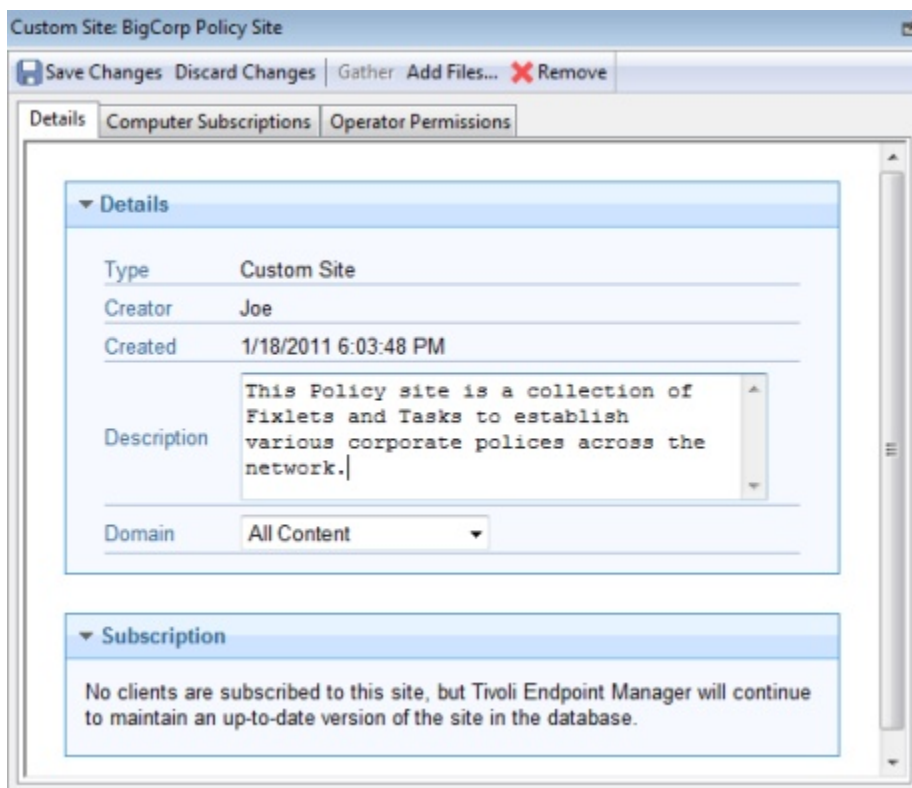 Custom Site: BigCorp Policy Site
Save Changes Discard Changes Gather Add Files... Remove
Details Computer Subscriptions Operator Permissions
Details
Type Custom Site
Creator Joe
Created 1/18/2011 6:03:48 PM
Description
This Policy site is a collection of
Fixlets and Tasks to establish
various corporate polices across the
network.
Domain All Content
Subscription
No clients are subscribed to this site, but Tivoli Endpoint Manager will continue
to maintain an up-to-date version of the site in the database.